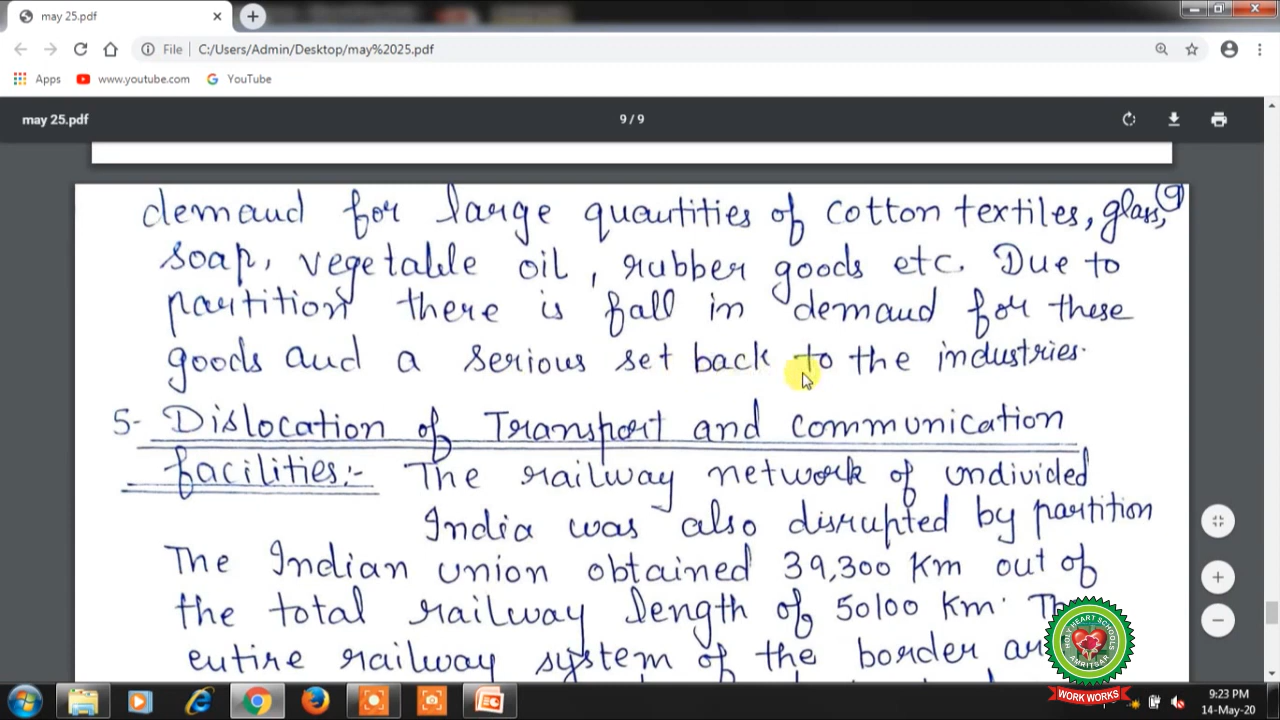 may 25.pdf
File
C:/Users/Admin/Desktop/may%2025.pdf
Apps
www.youtube.com
YouTube
may 25.pdf
9 / 9
9
demand for large quantities of cotton textiles, glass,
soap, vegetable oil, rubber goods etc. Due to
partition there is fall in demand for these
goods and a serious set back to the industries.
5- Dislocation of Transport and communication
facilities:- The railway network of undivided
India was also disrupted by partition
The Indian union obtained 39,300 Km out of
the total railway length of 50100 Km. Th
entire railway system of the border ar
HOLY HEART SCHOOLS
AMRITSAR
WORK WORKS
9:23 PM
14-May-20